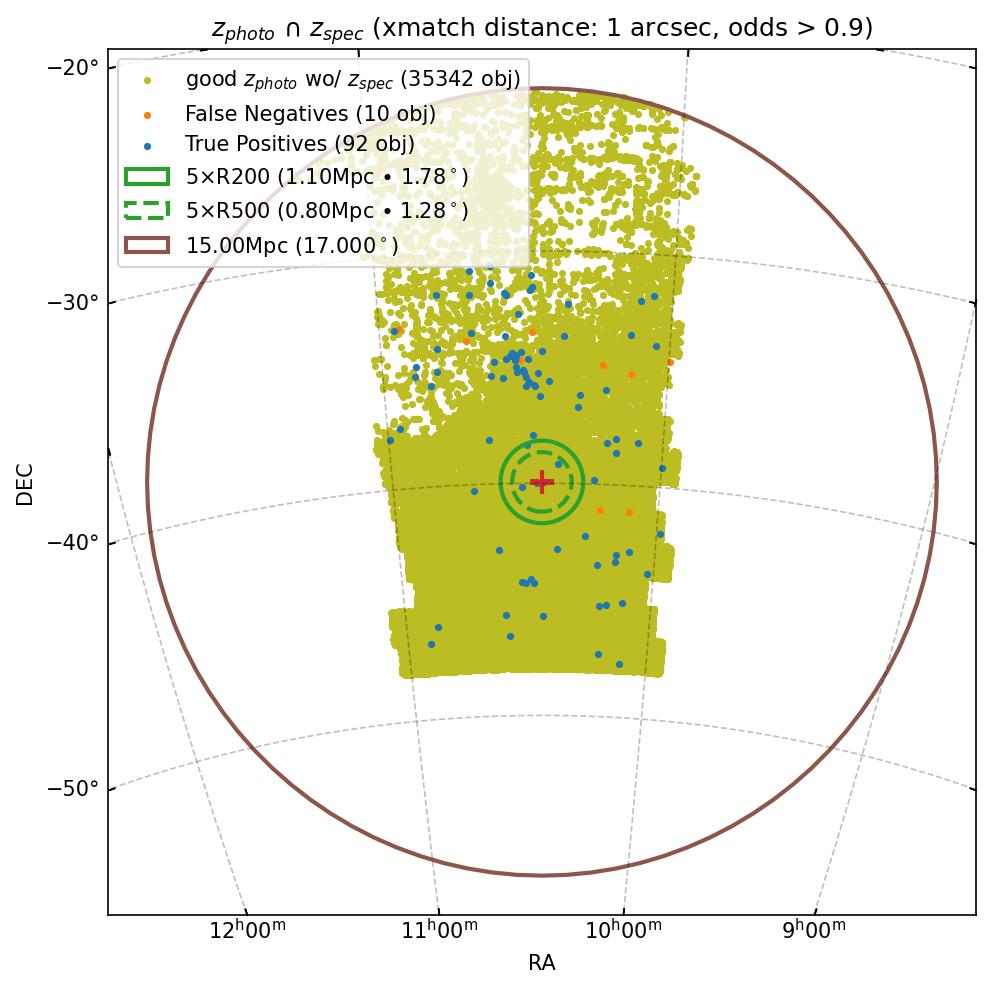 z_photo ∩ z_spec (xmatch distance: 1 arcsec, odds > 0.9)
good z_photo wo/ z_spec (35342 obj)
False Negatives (10 obj)
True Positives (92 obj)
5×R200 (1.10Mpc • 1.78°)
5×R500 (0.80Mpc • 1.28°)
15.00Mpc (17.000°)
−20°
−30°
−40°
−50°
DEC
12ʰ00ᵐ 11ʰ00ᵐ 10ʰ00ᵐ 9ʰ00ᵐ
RA